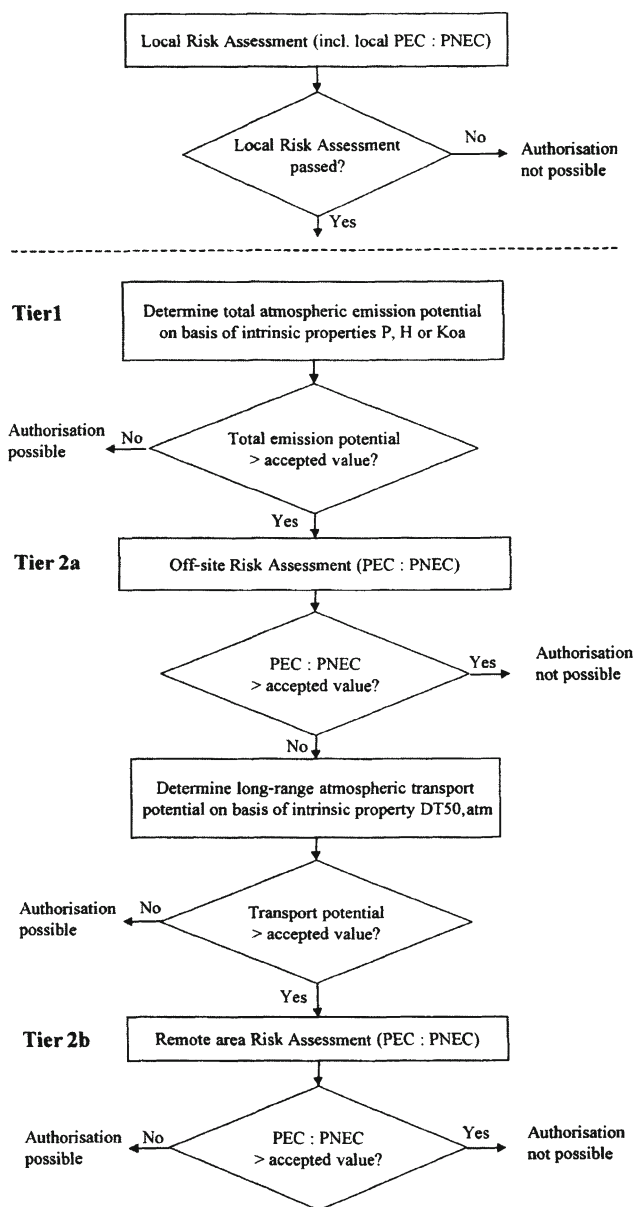 Local Risk Assessment (incl. local PEC : PNEC)
Local Risk Assessment
passed?
No
Authorisation
not possible
Yes
Tier1
Determine total atmospheric emission potential
on basis of intrinsic properties P, H or Koa
Authorisation
possible
No
Total emission potential
> accepted value?
Yes
Tier 2a
Off-site Risk Assessment (PEC : PNEC)
PEC : PNEC
> accepted value?
Yes
Authorisation
not possible
No
Determine long-range atmospheric transport
potential on basis of intrinsic property DT50,atm
Authorisation
possible
No
Transport potential
> accepted value?
Yes
Tier 2b
Remote area Risk Assessment (PEC : PNEC)
Authorisation
possible
No
PEC : PNEC
> accepted value?
Yes
Authorisation
not possible